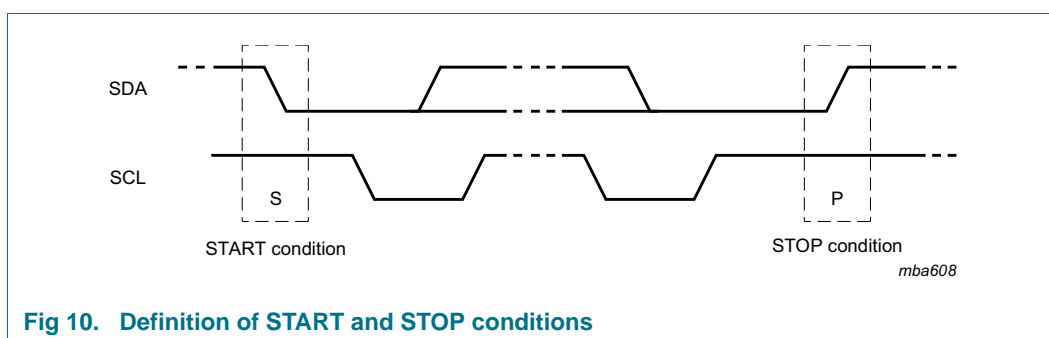 SDA
SCL
S
P
START condition
STOP condition
mba608
Fig 10. Definition of START and STOP conditions